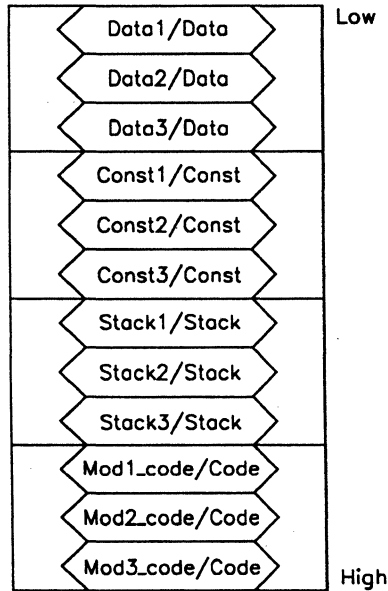 Low
Data1/Data
Data2/Data
Data3/Data
Const1/Const
Const2/Const
Const3/Const
Stack1/Stack
Stack2/Stack
Stack3/Stack
Mod1_code/Code
Mod2_code/Code
Mod3_code/Code
High